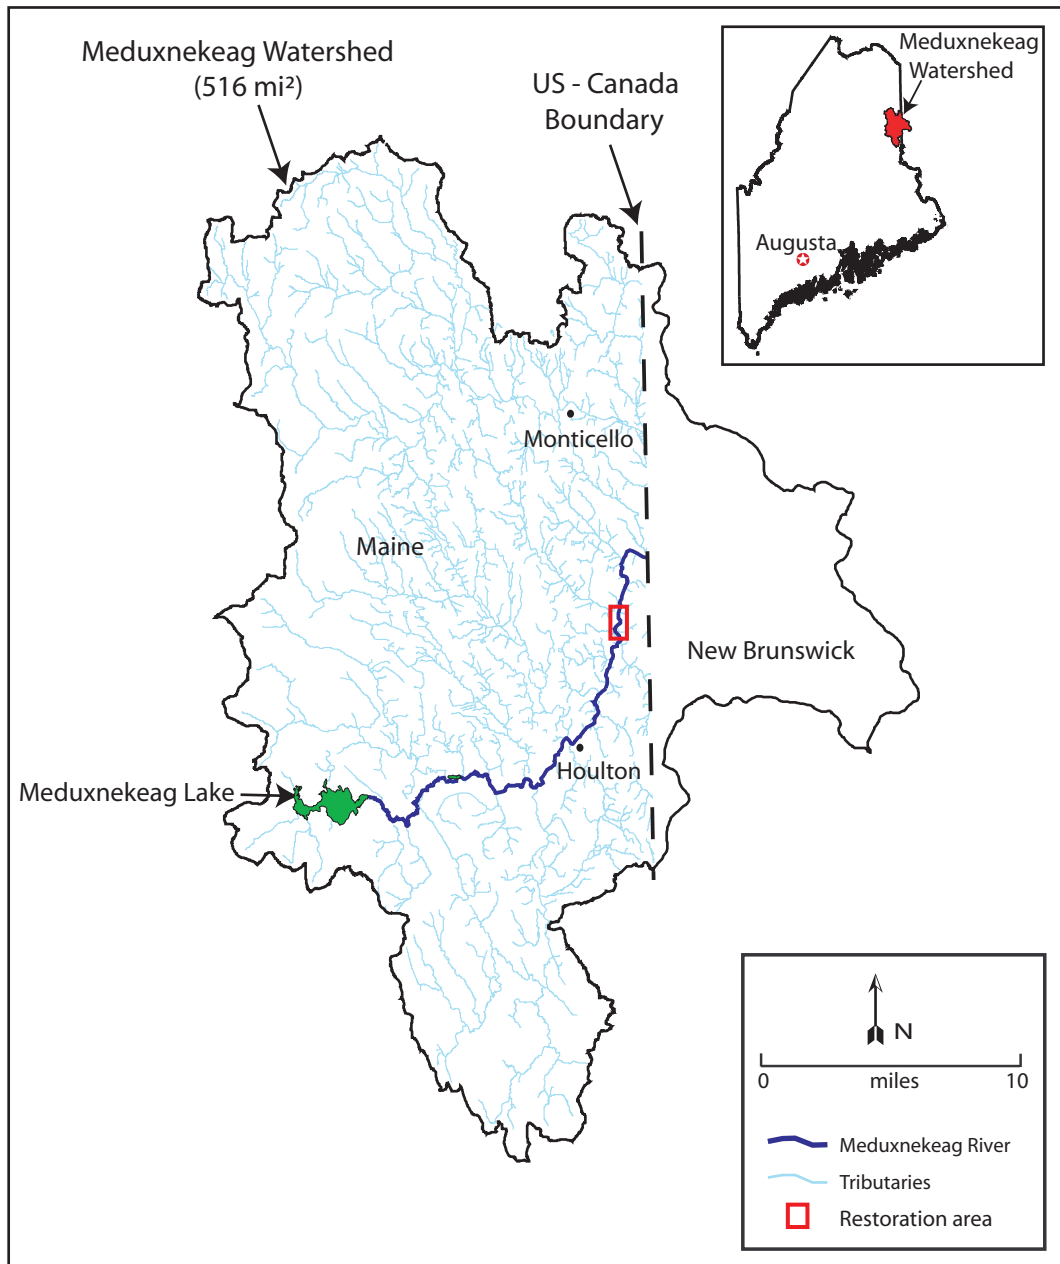 Meduxnekeag Watershed
(516 mi²)
US - Canada
Boundary
Meduxnekeag
Watershed
Augusta
Monticello
Maine
New Brunswick
Houlton
Meduxnekeag Lake
N
0 miles 10
Meduxnekeag River
Tributaries
Restoration area